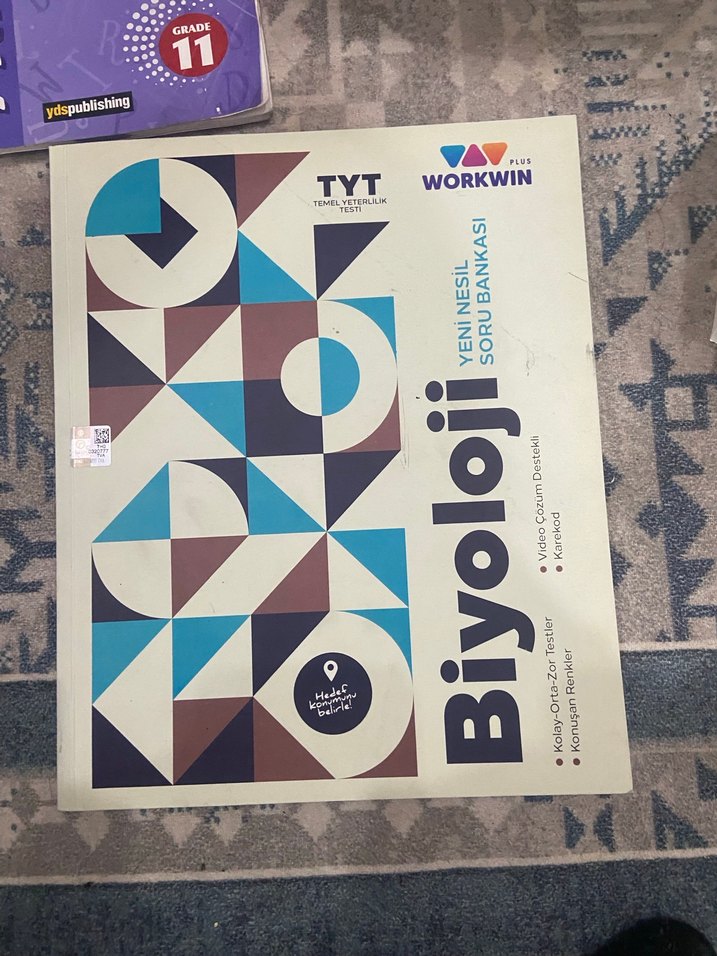 GRADE
11
ydspublishing
TYT
TEMEL YETERLİLİK
TESTİ
PLUS
WORKWIN
YENİ NESİL
SORU BANKASI
Biyoloji
Video Çözüm Destekli
Karekod
Kolay-Orta-Zor Testler
Konuşan Renkler
Hedef
konumunu
belirle!